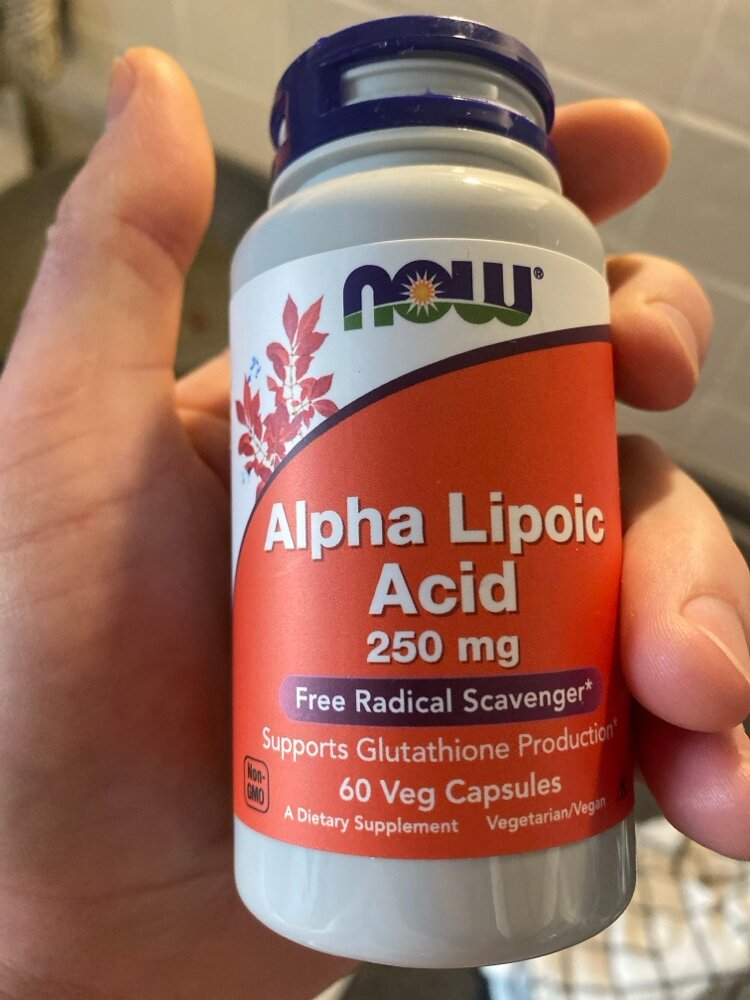 NOW®
Alpha Lipoic
Acid
250 mg
Free Radical Scavenger*
Supports Glutathione Production*
60 Veg Capsules
Non-
GMO
A Dietary Supplement Vegetarian/Vegan